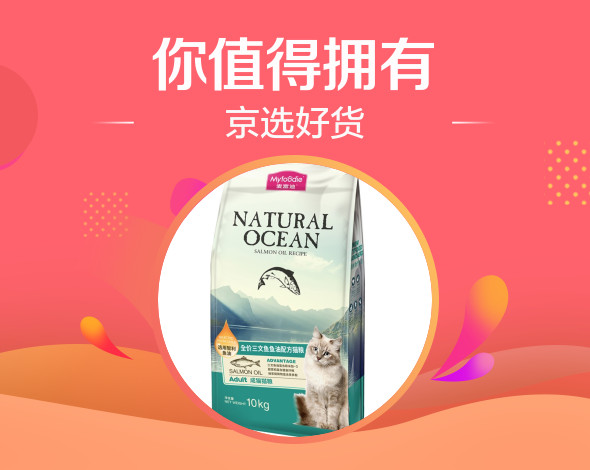 你值得拥有
京选好货
Myfoodie
麦富迪
NATURAL
OCEAN
SALMON OIL RECIPE
全价三文鱼鱼油配方猫粮
ADVANTAGE
SALMON OIL
Adult 成猫猫粮
10kg